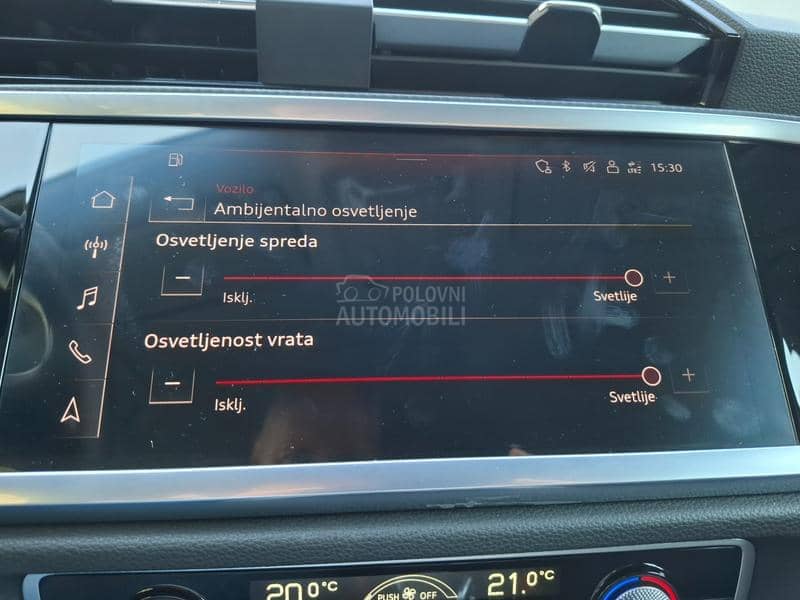 15:30
Vozilo
Ambijentalno osvetljenje
Osvetljenje spreda
Isklj.
Svetlije
POLOVNI
AUTOMOBILI
Osvetljenost vrata
Isklj.
Svetlije
20.0°C
PUSH OFF
21.0°C